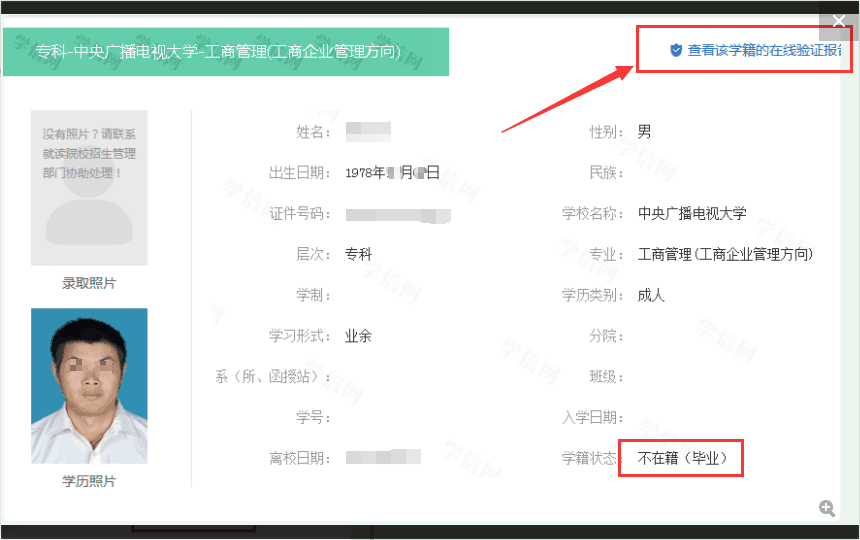 专科-中央广播电视大学-工商管理(工商企业管理方向)
查看该学籍的在线验证报
没有照片？请联系
就读院校招生管理
部门协助处理！
录取照片
学历照片
姓名：
性别： 男
出生日期： 1978年 月 日
民族：
证件号码：
学校名称： 中央广播电视大学
层次： 专科
专业： 工商管理(工商企业管理方向)
学制：
学历类别： 成人
学习形式： 业余
分院：
系（所、函授站）：
班级：
学号：
入学日期：
离校日期：
学籍状态： 不在籍（毕业）
学信网